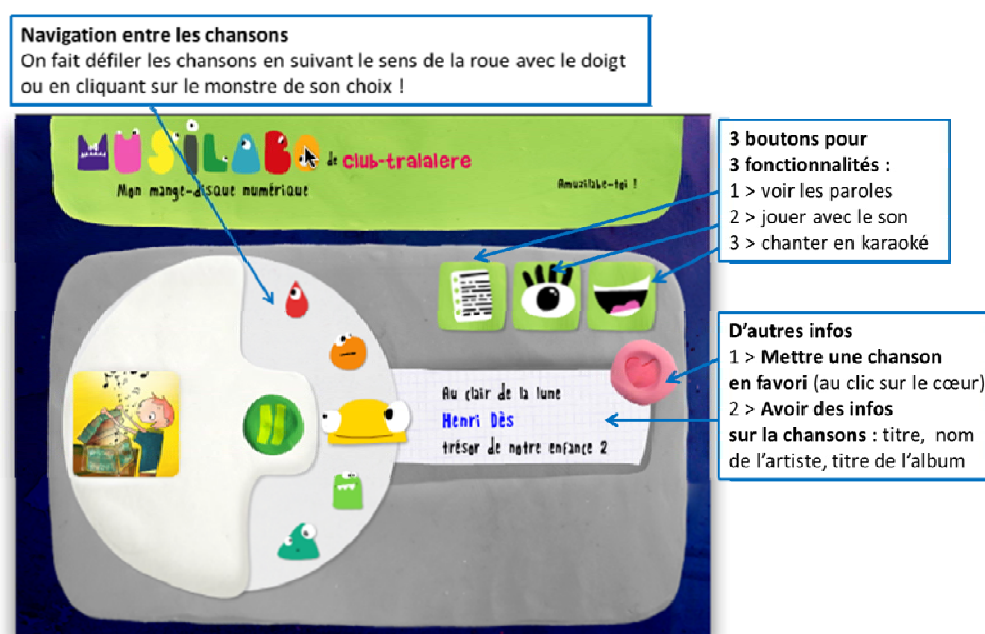 Navigation entre les chansons
On fait défiler les chansons en suivant le sens de la roue avec le doigt
ou en cliquant sur le monstre de son choix !
MUSILABO de club-tralalere
Mon mange-disque numérique
Amuzilabe-toi !
3 boutons pour
3 fonctionnalités :
1 > voir les paroles
2 > jouer avec le son
3 > chanter en karaoké
Au clair de la lune
Henri Dès
trésor de notre enfance 2
D'autres infos
1 > Mettre une chanson
en favori (au clic sur le cœur)
2 > Avoir des infos
sur la chansons : titre, nom
de l'artiste, titre de l'album